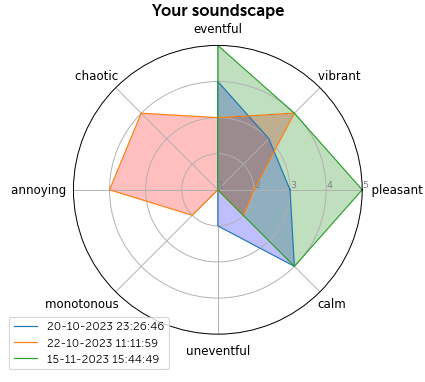 Your soundscape
eventful
chaotic
vibrant
annoying
2
3
4
5
pleasant
monotonous
calm
uneventful
20-10-2023 23:26:46
22-10-2023 11:11:59
15-11-2023 15:44:49